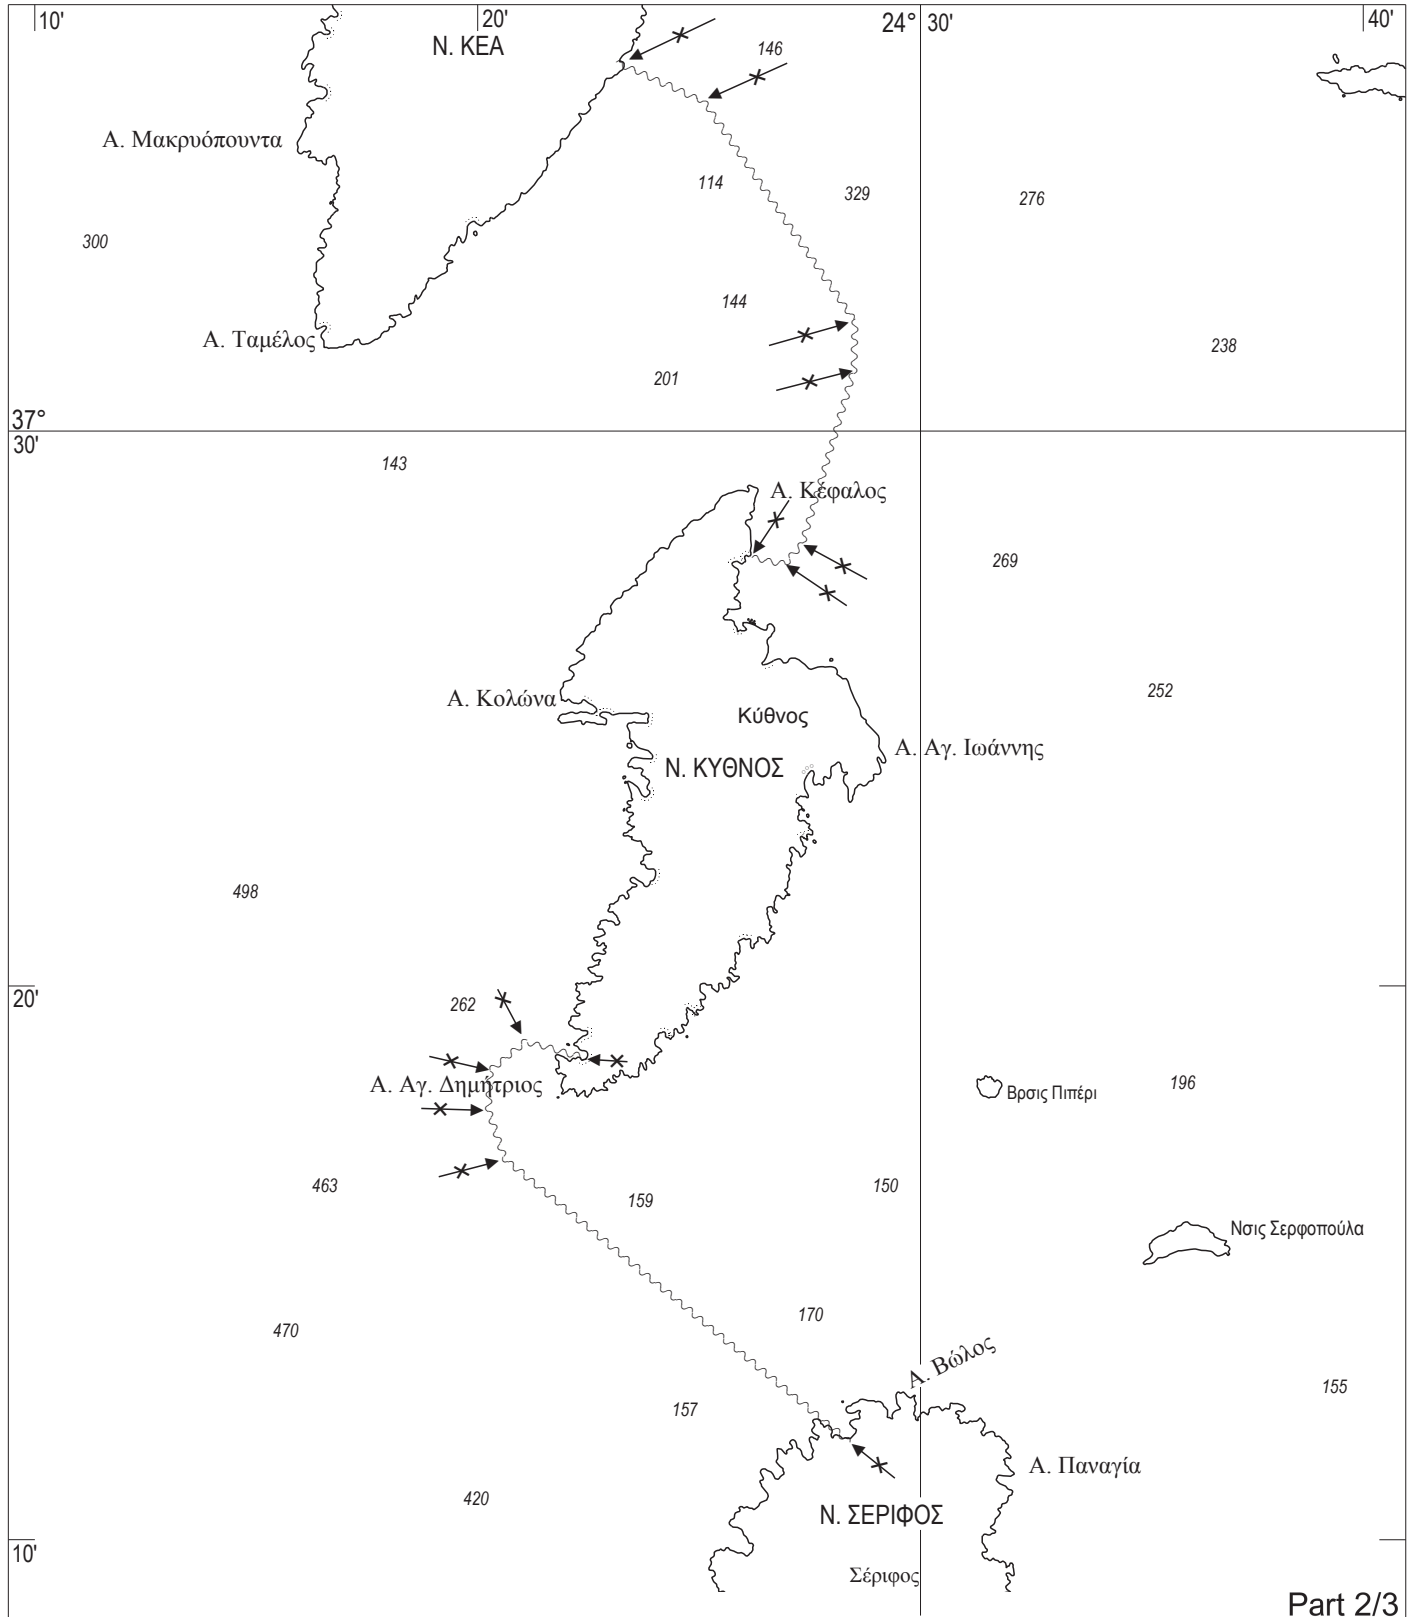 10'
20'
24° 30'
40'
Ν. ΚΕΑ
146
Α. Μακρυόπουντα
114
329
276
300
144
Α. Ταμέλος
238
201
37°
30'
143
Α. Κέφαλος
269
252
Α. Κολώνα
Κύθνος
Α. Αγ. Ιωάννης
Ν. ΚΥΘΝΟΣ
498
20'
262
Α. Αγ. Δημήτριος
196
Βρσις Πιπέρι
463
159
150
Νσις Σερφοπούλα
170
470
Α. Βώλος
155
157
Α. Παναγία
420
Ν. ΣΕΡΙΦΟΣ
10'
Σέριφος
Part 2/3